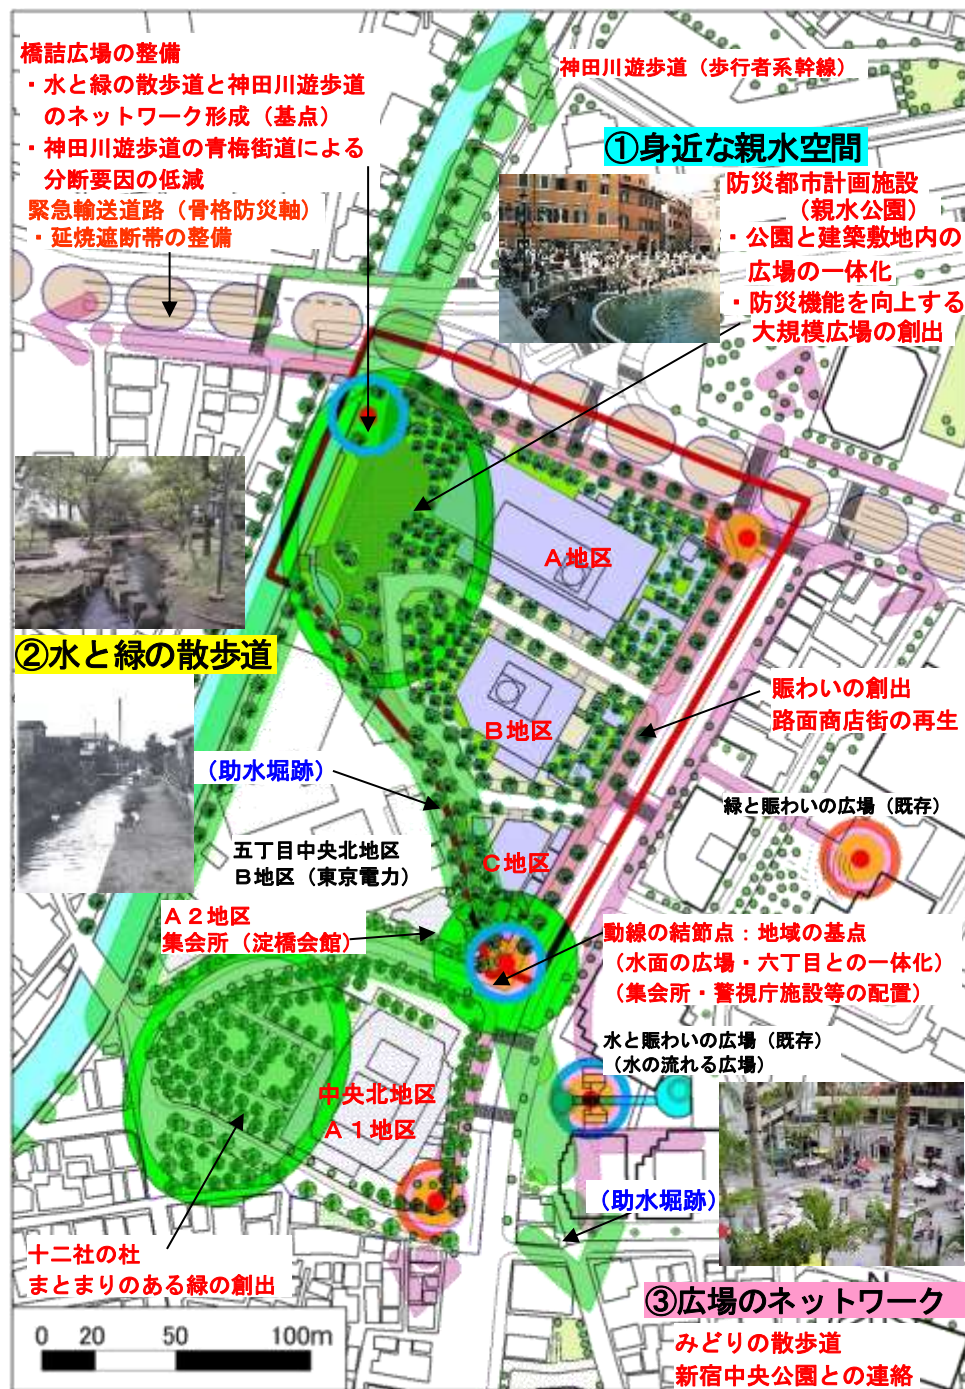 橋詰広場の整備
・水と緑の散歩道と神田川遊歩道
のネットワーク形成（基点）
・神田川遊歩道の青梅街道による
分断要因の低減
緊急輸送道路（骨格防災軸）
・延焼遮断帯の整備
神田川遊歩道（歩行者系幹線）
①身近な親水空間
防災都市計画施設
（親水公園）
・公園と建築敷地内の
広場の一体化
・防災機能を向上する
大規模広場の創出
A地区
②水と緑の散歩道
賑わいの創出
路面商店街の再生
B地区
（助水堀跡）
緑と賑わいの広場（既存）
五丁目中央北地区
B地区（東京電力）
C地区
A２地区
集会所（淀橋会館）
動線の結節点：地域の基点
（水面の広場・六丁目との一体化）
（集会所・警視庁施設等の配置）
水と賑わいの広場（既存）
（水の流れる広場）
中央北地区
A１地区
（助水堀跡）
十二社の杜
まとまりのある緑の創出
③広場のネットワーク
みどりの散歩道
新宿中央公園との連絡
0 20 50 100m